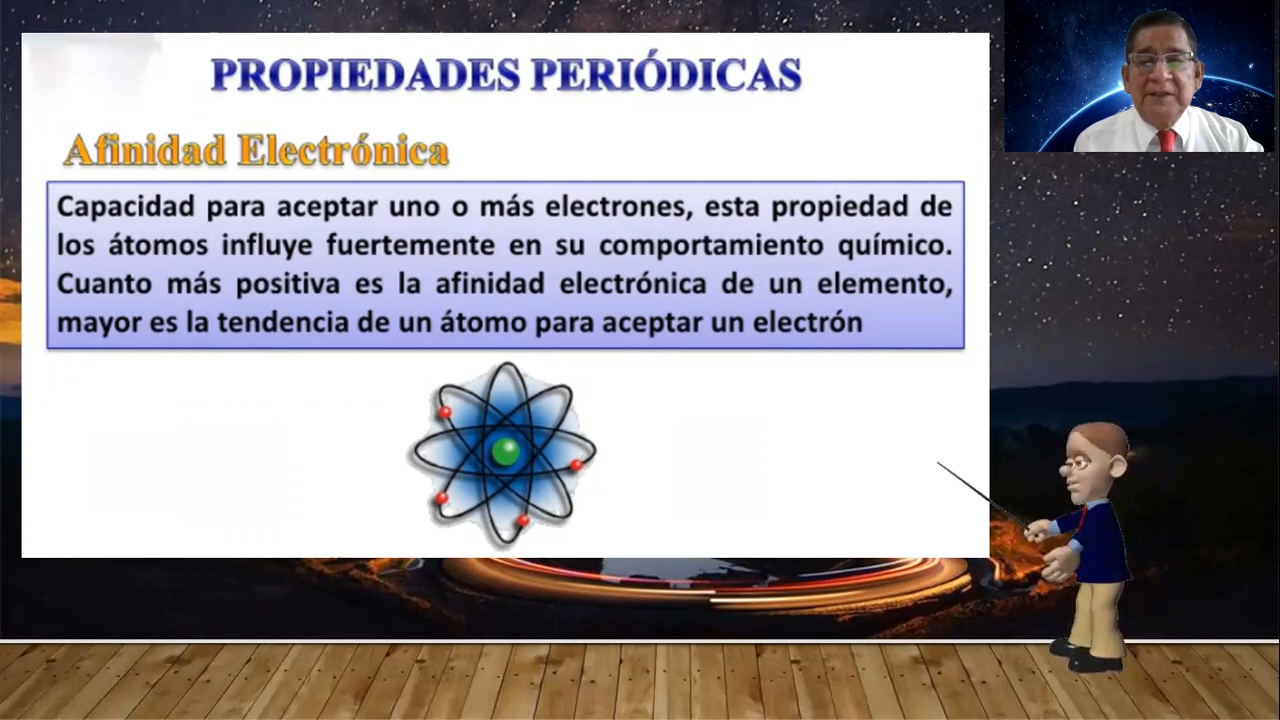 PROPIEDADES PERIÓDICAS
Afinidad Electrónica
Capacidad para aceptar uno o más electrones, esta propiedad de
los átomos influye fuertemente en su comportamiento químico.
Cuanto más positiva es la afinidad electrónica de un elemento,
mayor es la tendencia de un átomo para aceptar un electrón